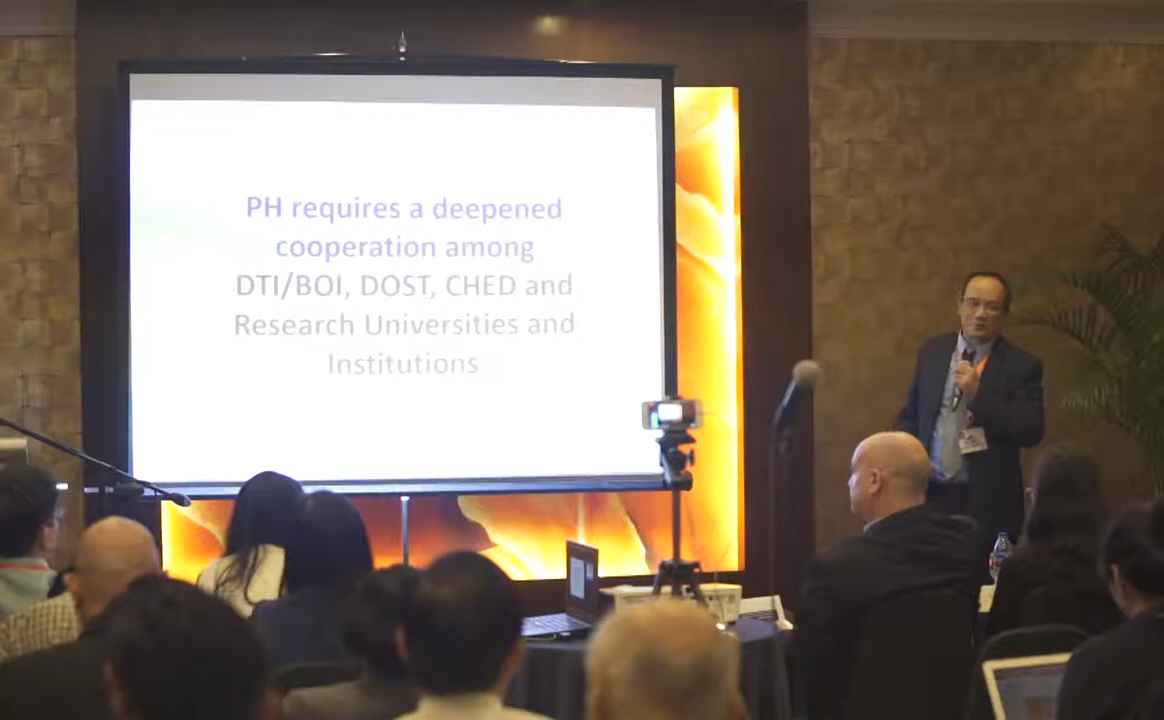 PH requires a deepened
cooperation among
DTI/BOI, DOST, CHED and
Research Universities and
Institutions